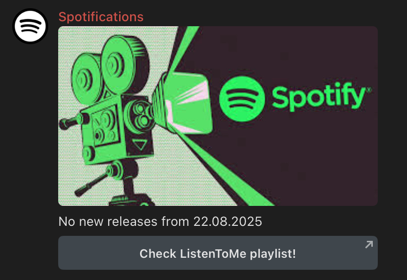 Spotifications
Spotify®
No new releases from 22.08.2025
Check ListenToMe playlist!